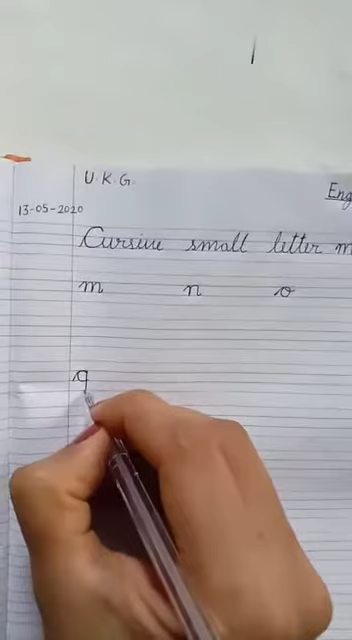 U.K.G.
Eng
13-05-2020
Cursive small letter m
m n o
q